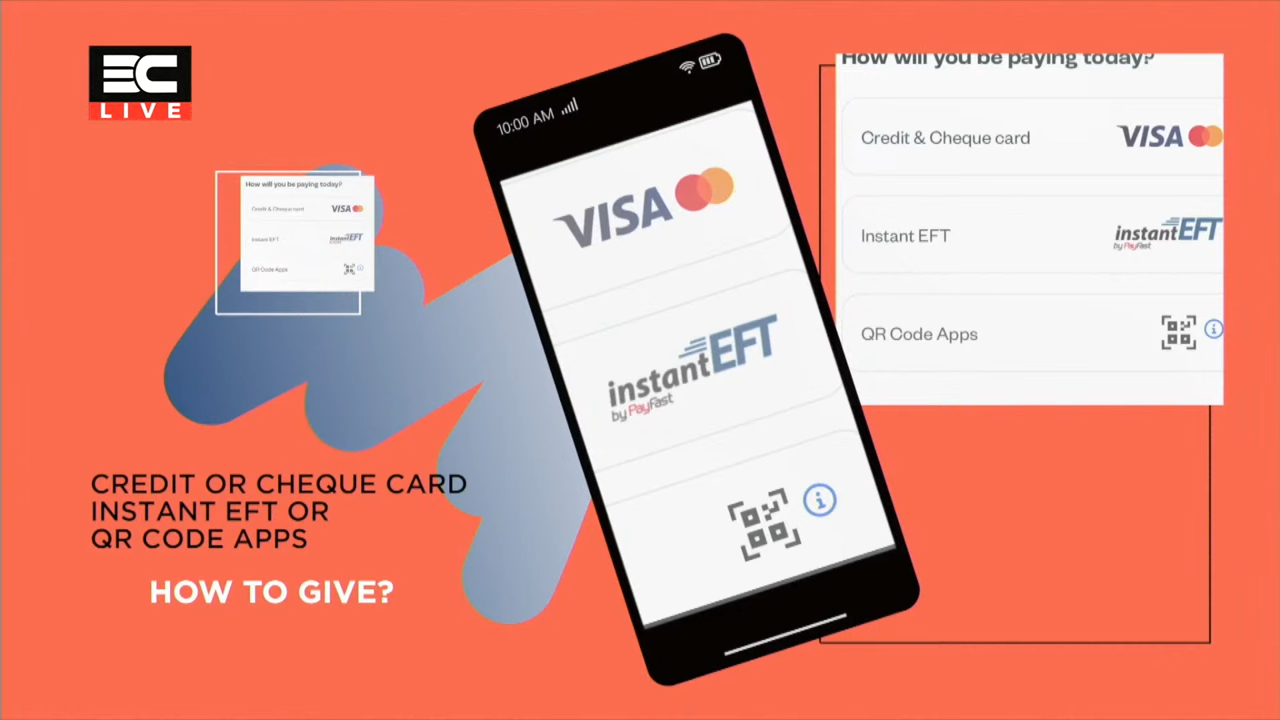 EC
LIVE
How will you be paying today?
Credit & Cheque card
VISA
Instant EFT
instantEFT
QR Code Apps
CREDIT OR CHEQUE CARD
INSTANT EFT OR
QR CODE APPS
HOW TO GIVE?
10:00 AM
VISA
instantEFT
by PayFast
How will you be paying today?
Credit & Cheque card
VISA
Instant EFT
instantEFT
by PayFast
QR Code Apps